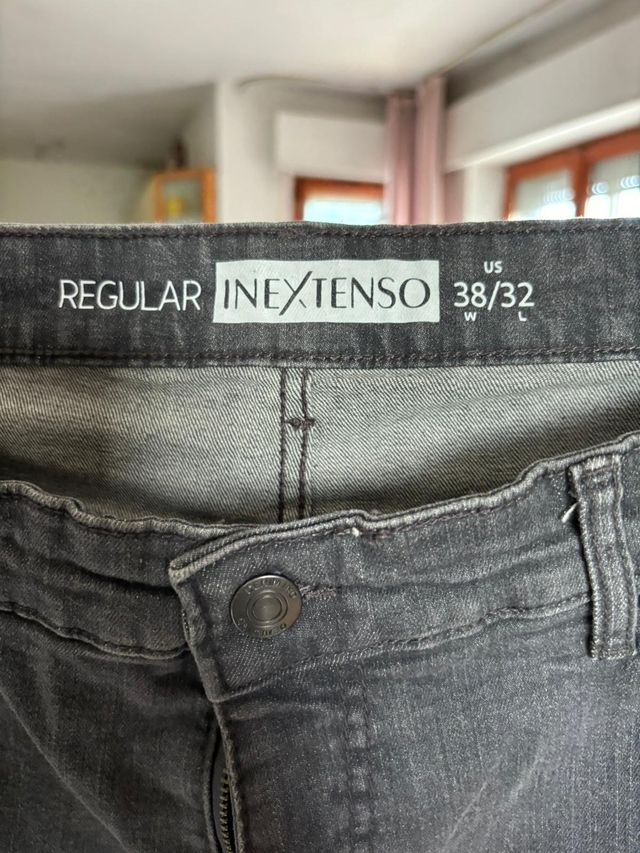 REGULAR INEXTENSO US
38/32
W L